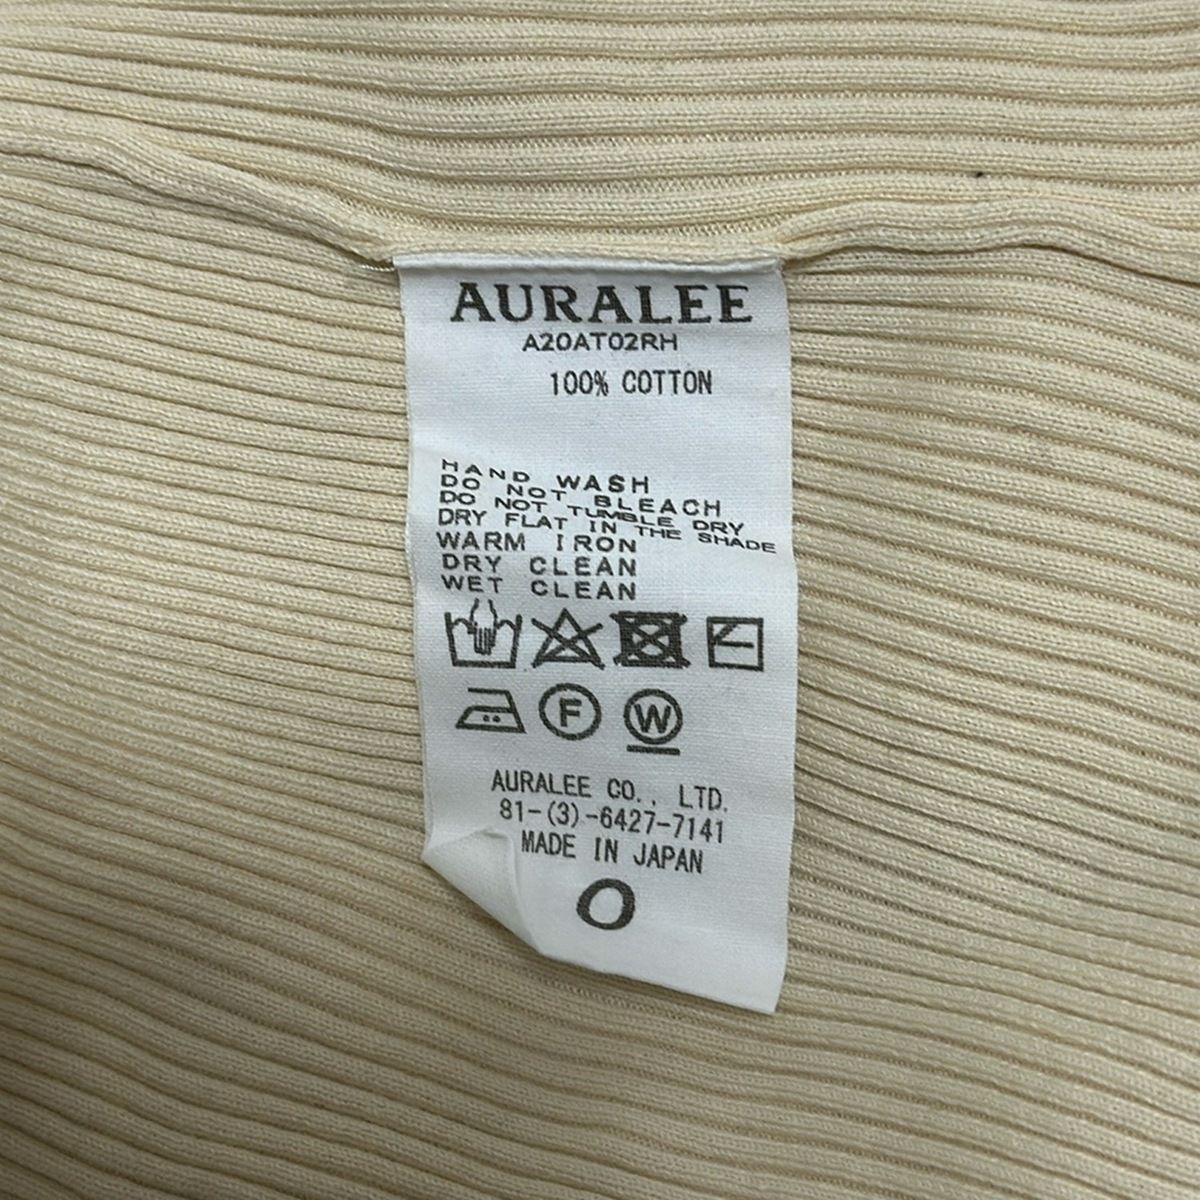 AURALEE
A20AT02RH
100% COTTON
HAND WASH
DO NOT BLEACH
DO NOT TUMBLE DRY
DRY FLAT IN THE SHADE
WARM IRON
DRY CLEAN
WET CLEAN
F W
AURALEE CO., LTD.
81-(3)-6427-7141
MADE IN JAPAN
0